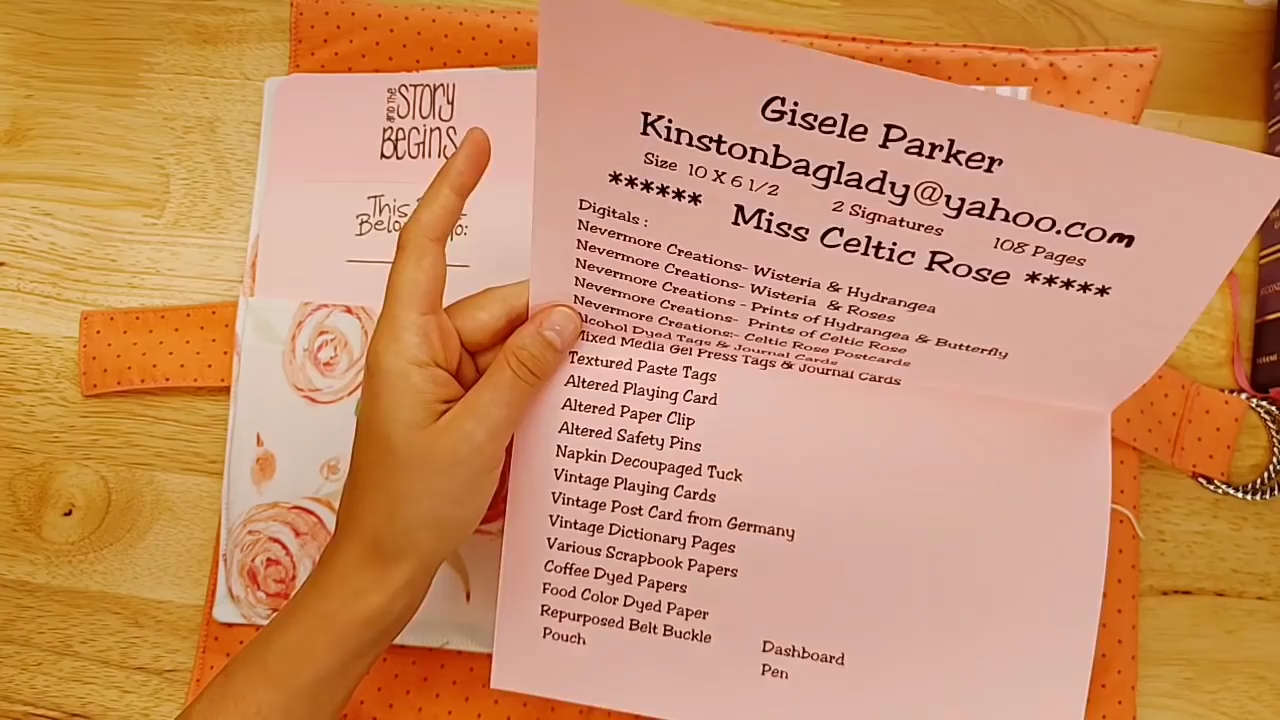 and the STORY
BEGINS
This
Belo to:
Gisele Parker
Kinstonbaglady@yahoo.com
Size 10 X 6 1/2 2 Signatures 108 Pages
****** Miss Celtic Rose *****
Digitals :
Nevermore Creations- Wisteria & Hydrangea
Nevermore Creations- Wisteria & Roses
Nevermore Creations - Prints of Hydrangea & Butterfly
Nevermore Creations- Prints of Celtic Rose
Nevermore Creations:- Celtic Rose Postcards
Alcohol Dyed Tags & Journal Cards
Mixed Media Gel Press Tags & Journal Cards
Textured Paste Tags
Altered Playing Card
Altered Paper Clip
Altered Safety Pins
Napkin Decoupaged Tuck
Vintage Playing Cards
Vintage Post Card from Germany
Vintage Dictionary Pages
Various Scrapbook Papers
Coffee Dyed Papers
Food Color Dyed Paper
Repurposed Belt Buckle
Pouch
Dashboard
Pen